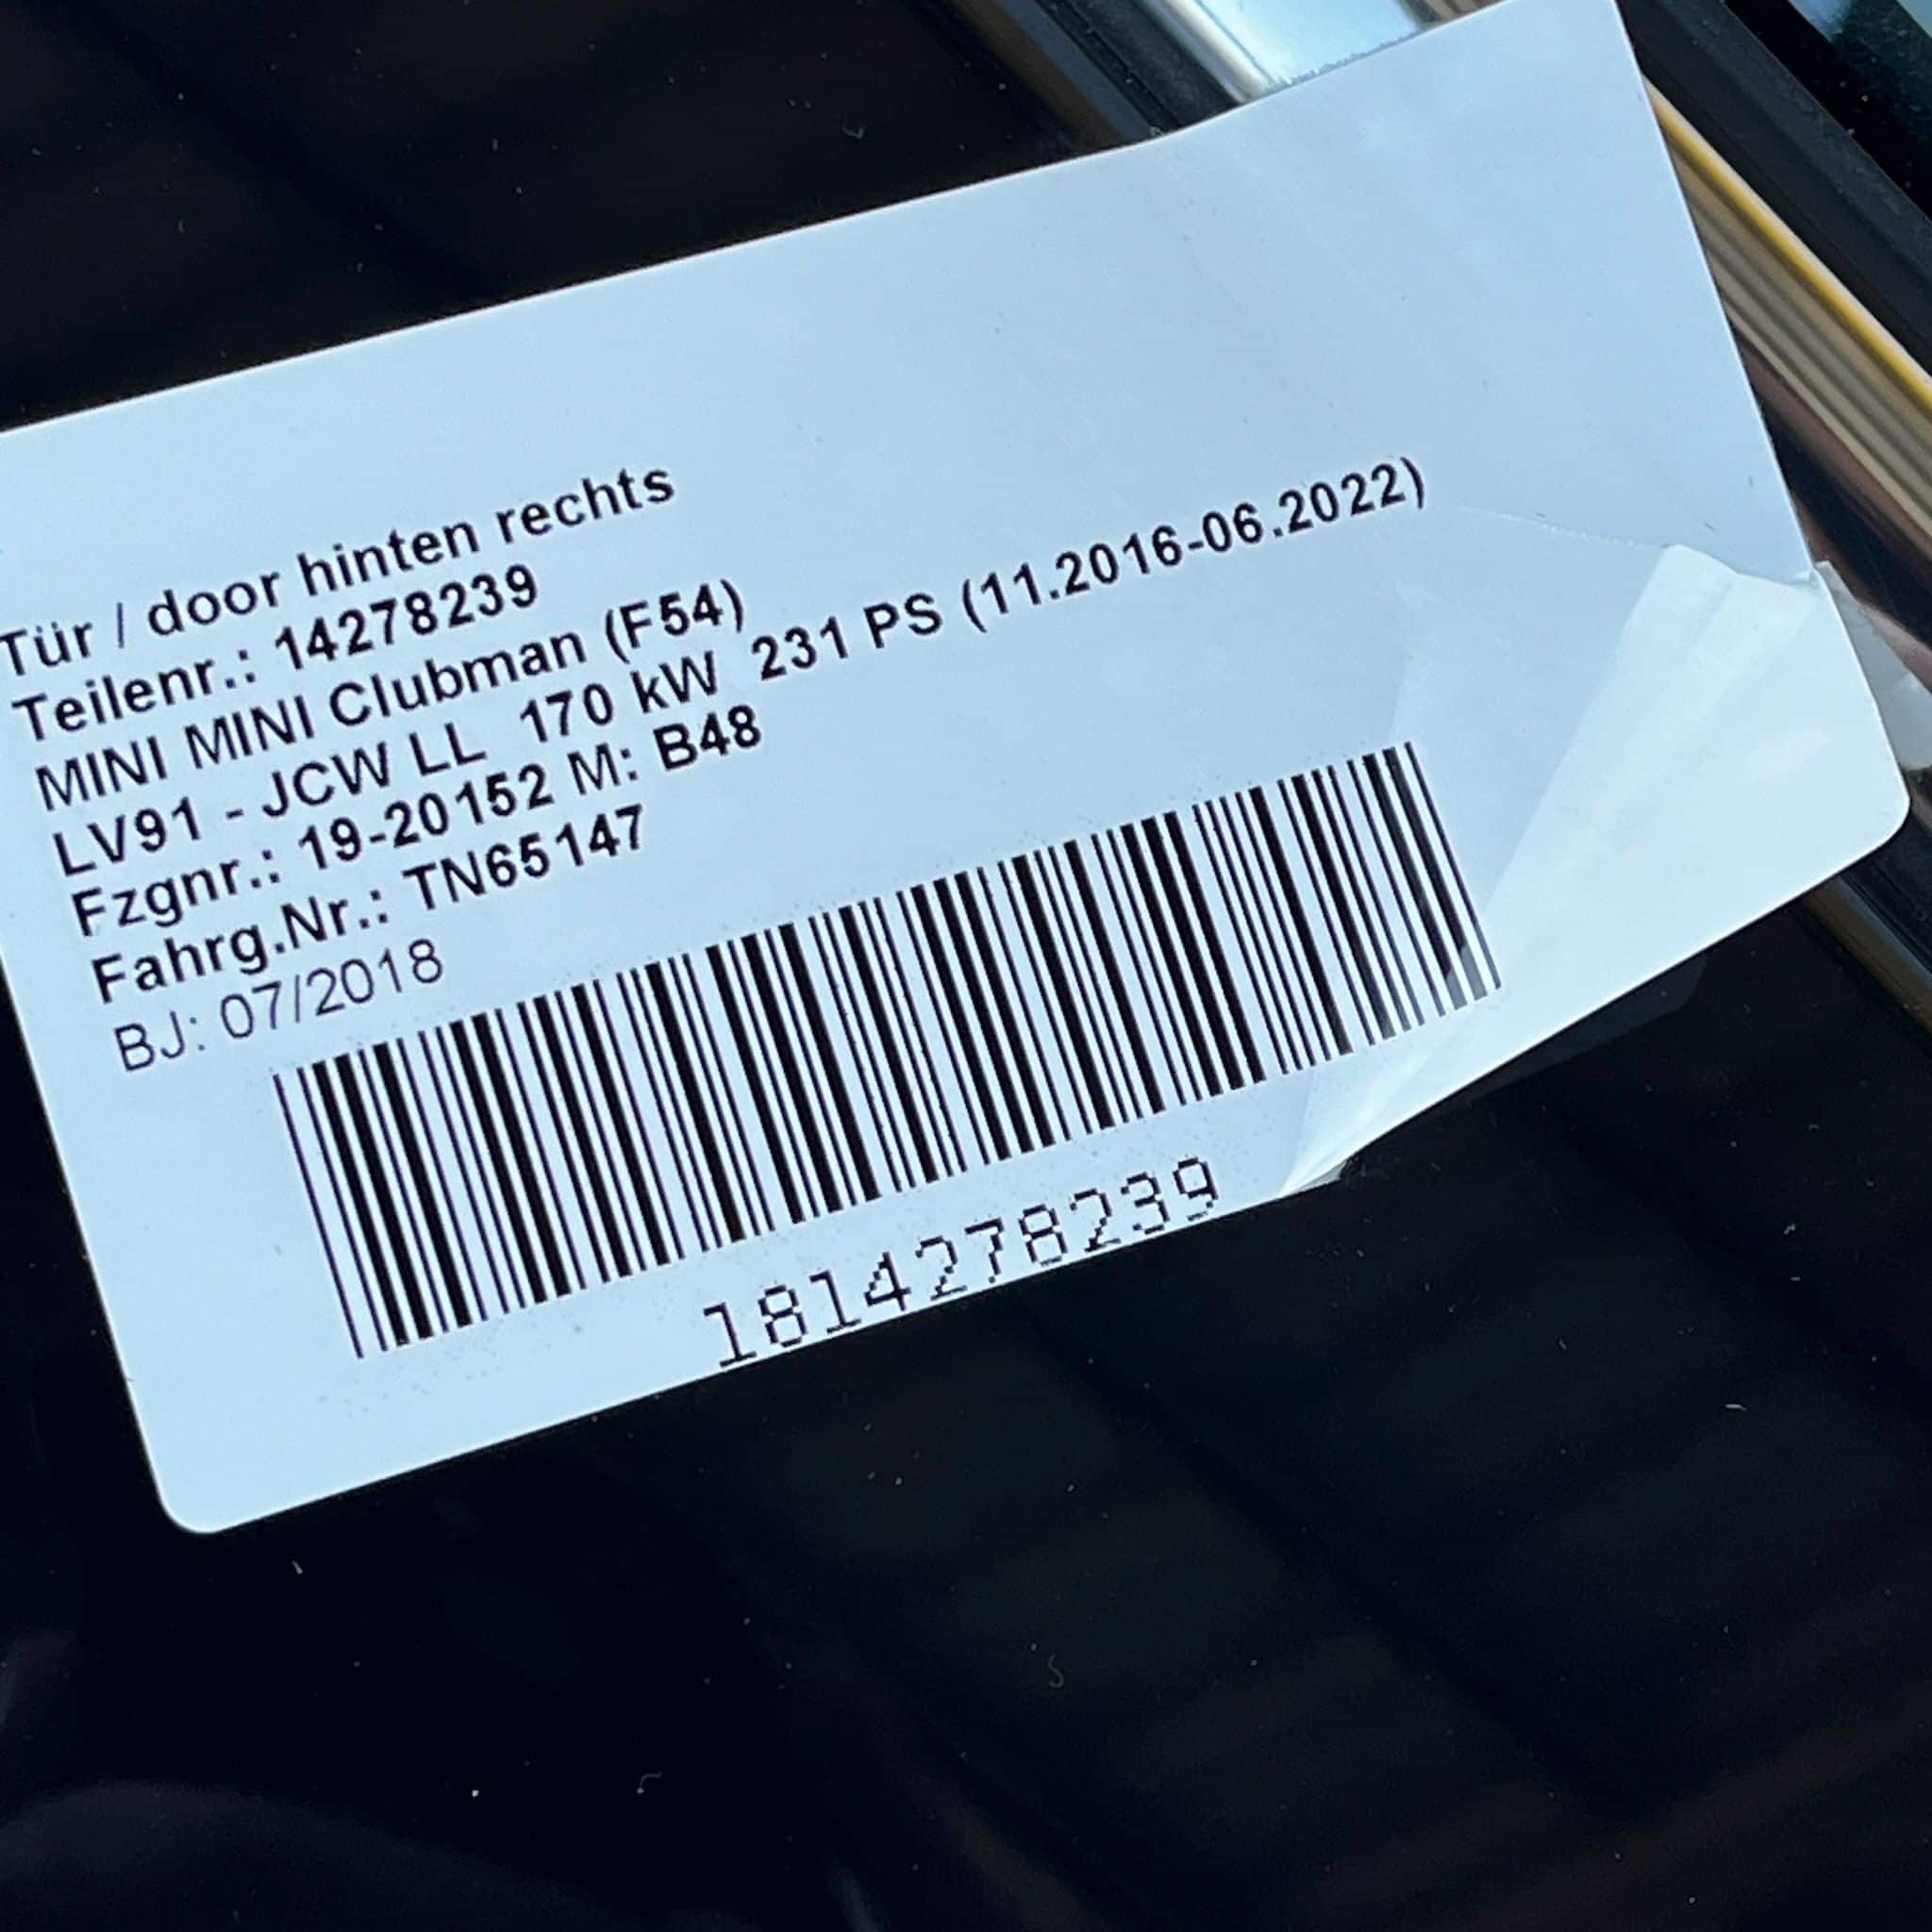 Tür / door hinten rechts
Teilenr.: 14278239
MINI MINI Clubman (F54)
LV91 - JCW LL 170 kW 231 PS (11.2016-06.2022)
Fzgnr.: 19-20152 M: B48
Fahrg.Nr.: TN65147
BJ: 07/2018
1814278239